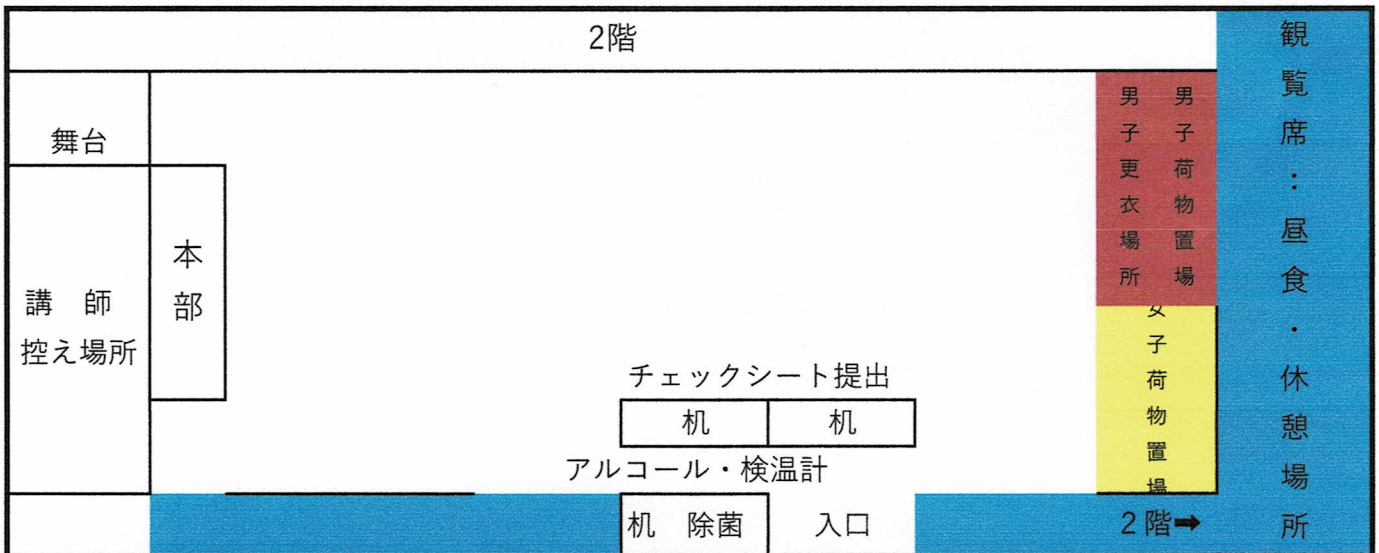 2階
観覧席：昼食・休憩場所
舞台
男子荷物置場
男子更衣場所
本部
講　師
控え場所
女子荷物置場
チェックシート提出
机
机
アルコール・検温計
机　除菌
入口
2階➡